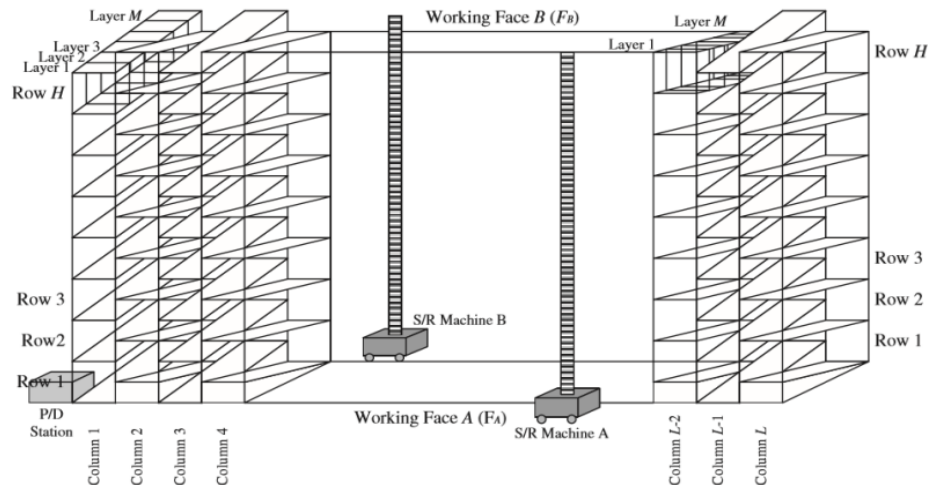 Layer M
Working Face B (FB)
Layer M
Layer 3
Layer 2
Layer 1
Layer 1
Row H
Row H
Row 3
Row 3
Row 2
Row2
Row 1
Row 1
S/R Machine B
P/D
Station
Working Face A (FA)
S/R Machine A
Column 1
Column 2
Column 3
Column 4
Column L-2
Column L-1
Column L